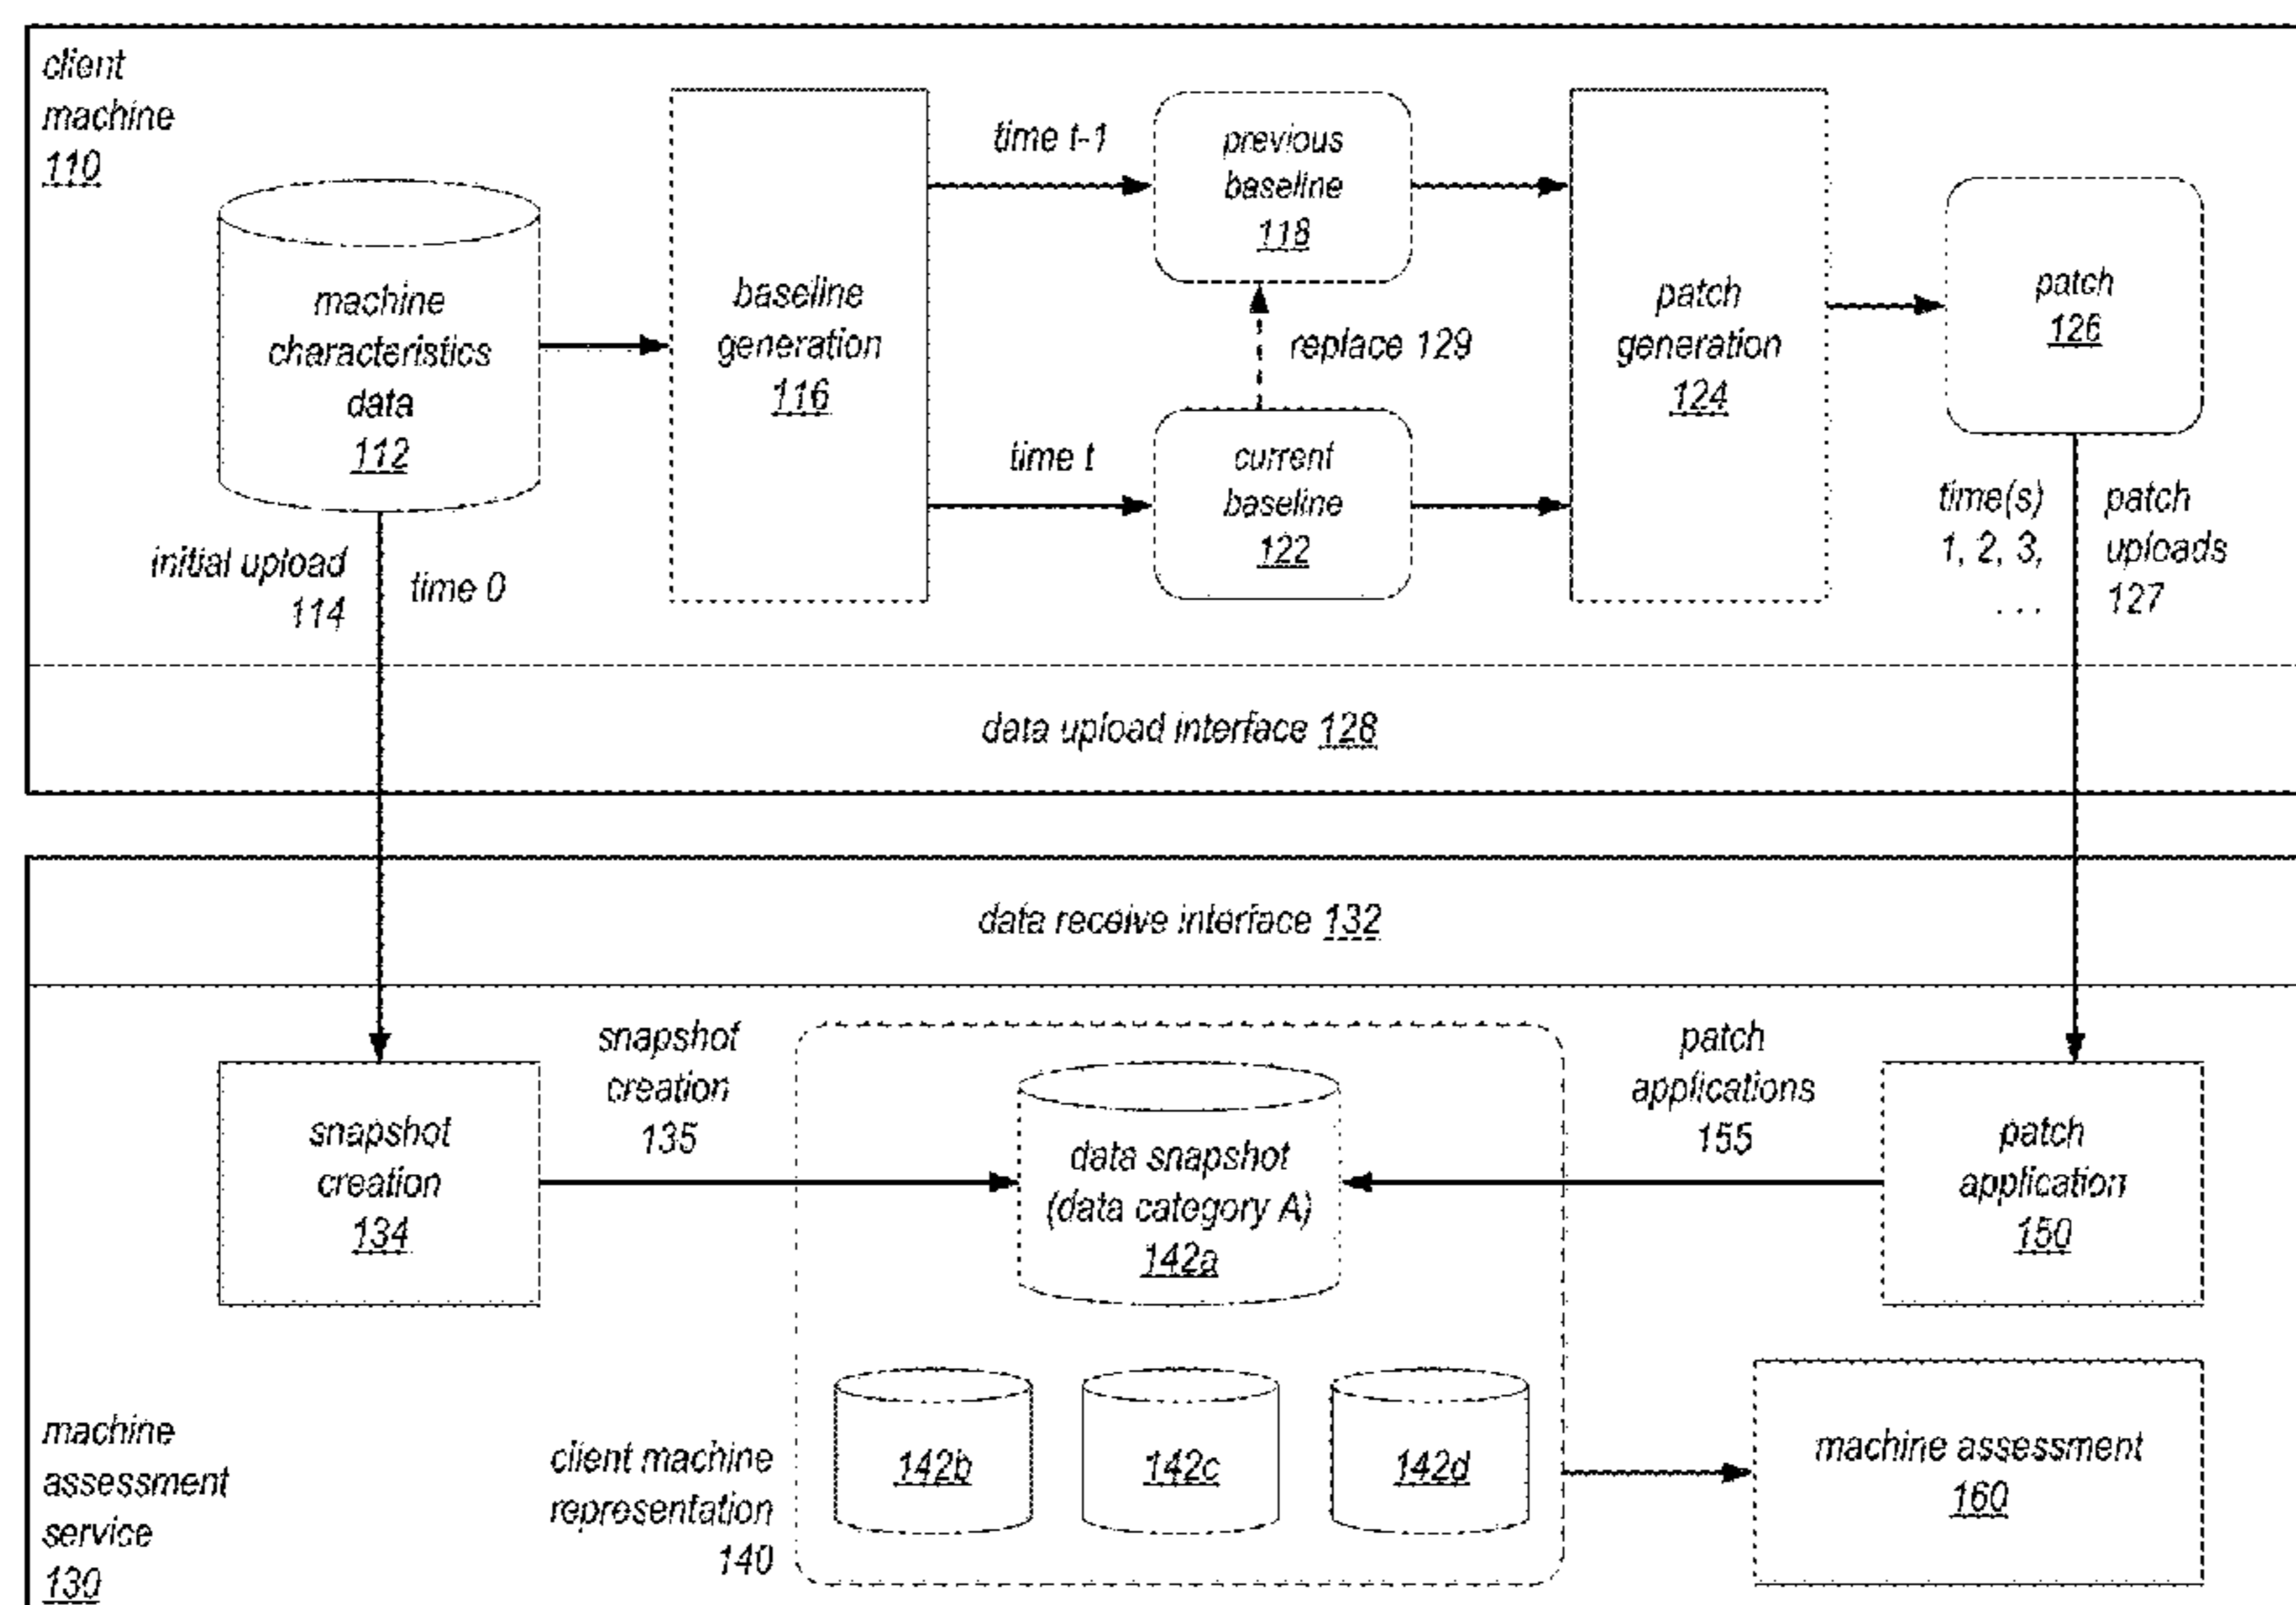 client
machine
110
machine
characteristics
data
112
baseline
generation
116
time t-1
time t
previous
baseline
118
replace 129
current
baseline
122
patch
generation
124
patch
126
initial upload
114
time 0
time(s)
1, 2, 3,
. . .
patch
uploads
127
data upload interface 128
data receive interface 132
snapshot
creation
134
snapshot
creation
135
data snapshot
(data category A)
142a
patch
applications
155
patch
application
150
machine
assessment
service
130
client machine
representation
140
142b
142c
142d
machine assessment
160